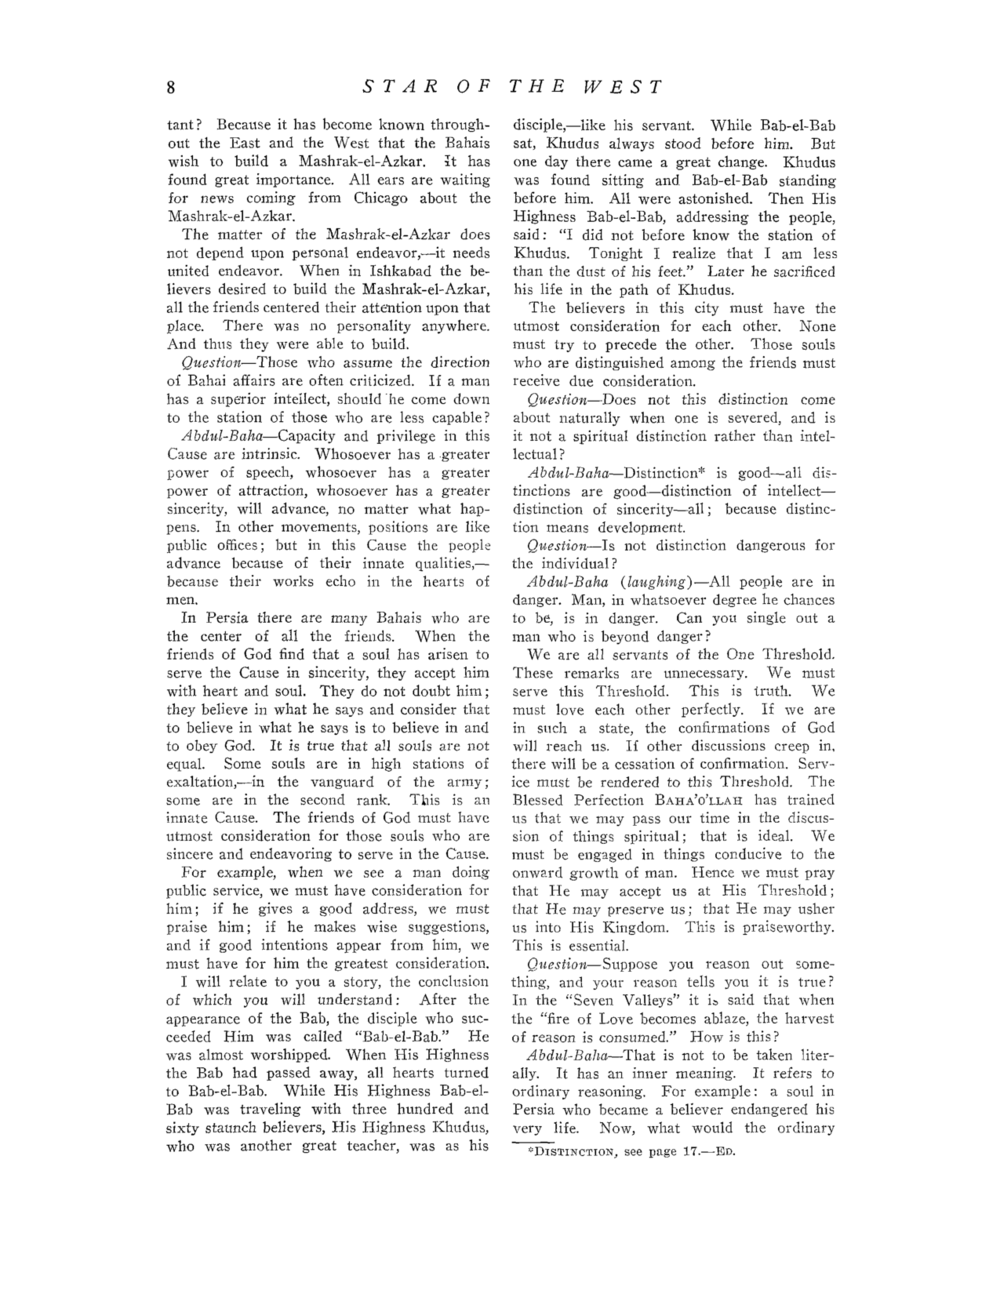 8 STAR OF THE WEST
tant? Because it has become known through-
out the East and the West that the Bahais
wish to build a Mashrak-el-Azkar. It has
found great importance. All ears are waiting
for news coming from Chicago about the
Mashrak-el-Azkar.
The matter of the Mashrak-el-Azkar does
not depend upon personal endeavor,—it needs
united endeavor. When in Ishkabad the be-
lievers desired to build the Mashrak-el-Azkar,
all the friends centered their attention upon that
place. There was no personality anywhere.
And thus they were able to build.
Question—Those who assume the direction
of Bahai affairs are often criticized. If a man
has a superior intellect, should he come down
to the station of those who are less capable?
Abdul-Baha—Capacity and privilege in this
Cause are intrinsic. Whosoever has a greater
power of speech, whosoever has a greater
power of attraction, whosoever has a greater
sincerity, will advance, no matter what hap-
pens. In other movements, positions are like
public offices; but in this Cause the people
advance because of their innate qualities,—
because their works echo in the hearts of
men.
In Persia there are many Bahais who are
the center of all the friends. When the
friends of God find that a soul has arisen to
serve the Cause in sincerity, they accept him
with heart and soul. They do not doubt him;
they believe in what he says and consider that
to believe in what he says is to believe in and
to obey God. It is true that all souls are not
equal. Some souls are in high stations of
exaltation,—in the vanguard of the army;
some are in the second rank. This is an
innate Cause. The friends of God must have
utmost consideration for those souls who are
sincere and endeavoring to serve in the Cause.
For example, when we see a man doing
public service, we must have consideration for
him; if he gives a good address, we must
praise him; if he makes wise suggestions,
and if good intentions appear from him, we
must have for him the greatest consideration.
I will relate to you a story, the conclusion
of which you will understand: After the
appearance of the Bab, the disciple who suc-
ceeded Him was called "Bab-el-Bab." He
was almost worshipped. When His Highness
the Bab had passed away, all hearts turned
to Bab-el-Bab. While His Highness Bab-el-
Bab was traveling with three hundred and
sixty staunch believers, His Highness Khudus,
who was another great teacher, was as his
disciple,—like his servant. While Bab-el-Bab
sat, Khudus always stood before him. But
one day there came a great change. Khudus
was found sitting and Bab-el-Bab standing
before him. All were astonished. Then His
Highness Bab-el-Bab, addressing the people,
said: "I did not before know the station of
Khudus. Tonight I realize that I am less
than the dust of his feet." Later he sacrificed
his life in the path of Khudus.
The believers in this city must have the
utmost consideration for each other. None
must try to precede the other. Those souls
who are distinguished among the friends must
receive due consideration.
Question—Does not this distinction come
about naturally when one is severed, and is
it not a spiritual distinction rather than intel-
lectual?
Abdul-Baha—Distinction* is good—all dis-
tinctions are good—distinction of intellect—
distinction of sincerity—all; because distinc-
tion means development.
Question—Is not distinction dangerous for
the individual?
Abdul-Baha (laughing)—All people are in
danger. Man, in whatsoever degree he chances
to be, is in danger. Can you single out a
man who is beyond danger?
We are all servants of the One Threshold.
These remarks are unnecessary. We must
serve this Threshold. This is truth. We
must love each other perfectly. If we are
in such a state, the confirmations of God
will reach us. If other discussions creep in,
there will be a cessation of confirmation. Serv-
ice must be rendered to this Threshold. The
Blessed Perfection BAHA'O'LLAH has trained
us that we may pass our time in the discus-
sion of things spiritual; that is ideal. We
must be engaged in things conducive to the
onward growth of man. Hence we must pray
that He may accept us at His Threshold;
that He may preserve us; that He may usher
us into His Kingdom. This is praiseworthy.
This is essential.
Question—Suppose you reason out some-
thing, and your reason tells you it is true?
In the "Seven Valleys" it is said that when
the "fire of Love becomes ablaze, the harvest
of reason is consumed." How is this?
Abdul-Baha—That is not to be taken liter-
ally. It has an inner meaning. It refers to
ordinary reasoning. For example: a soul in
Persia who became a believer endangered his
very life. Now, what would the ordinary
*DISTINCTION, see page 17.—ED.